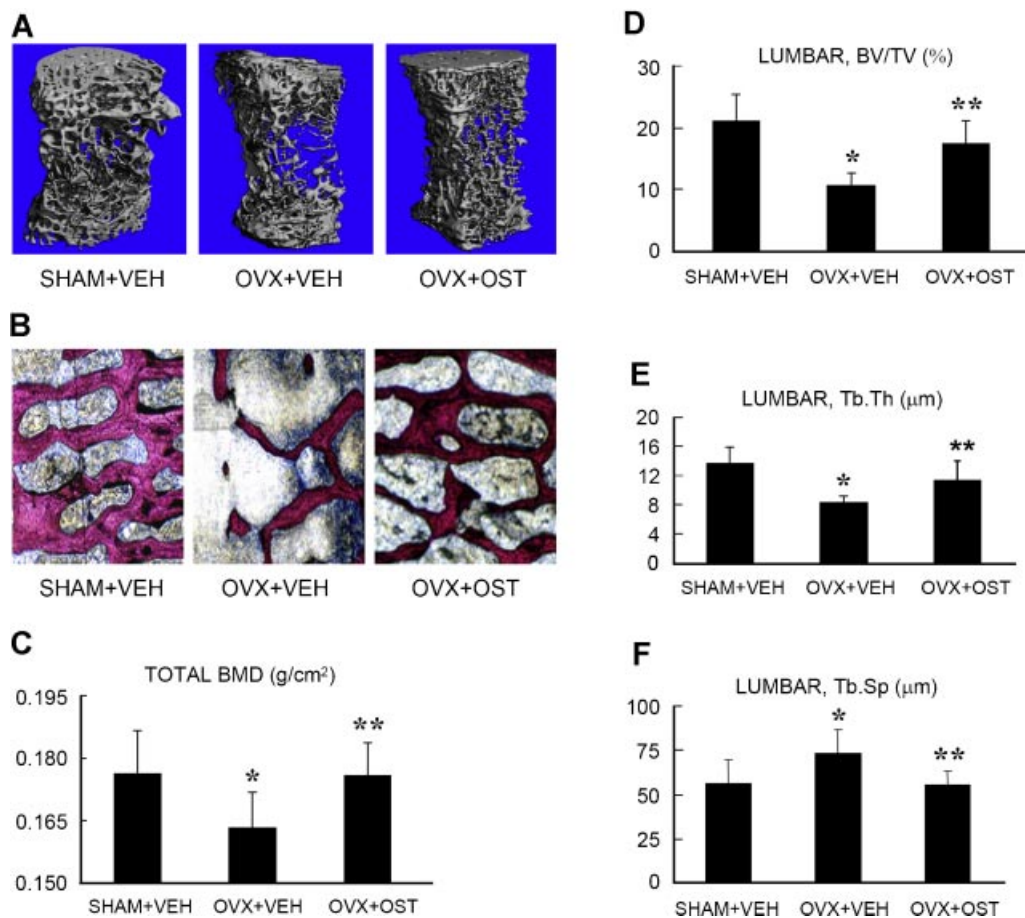 A
SHAM+VEH OVX+VEH OVX+OST
B
SHAM+VEH OVX+VEH OVX+OST
C
TOTAL BMD (g/cm²)
0.195
0.180
0.165
0.150
* **
SHAM+VEH OVX+VEH OVX+OST
D
LUMBAR, BV/TV (%)
30
20
10
0
* **
SHAM+VEH OVX+VEH OVX+OST
E
LUMBAR, Tb.Th (μm)
20
16
12
8
4
0
* **
SHAM+VEH OVX+VEH OVX+OST
F
LUMBAR, Tb.Sp (μm)
100
75
50
25
0
* **
SHAM+VEH OVX+VEH OVX+OST